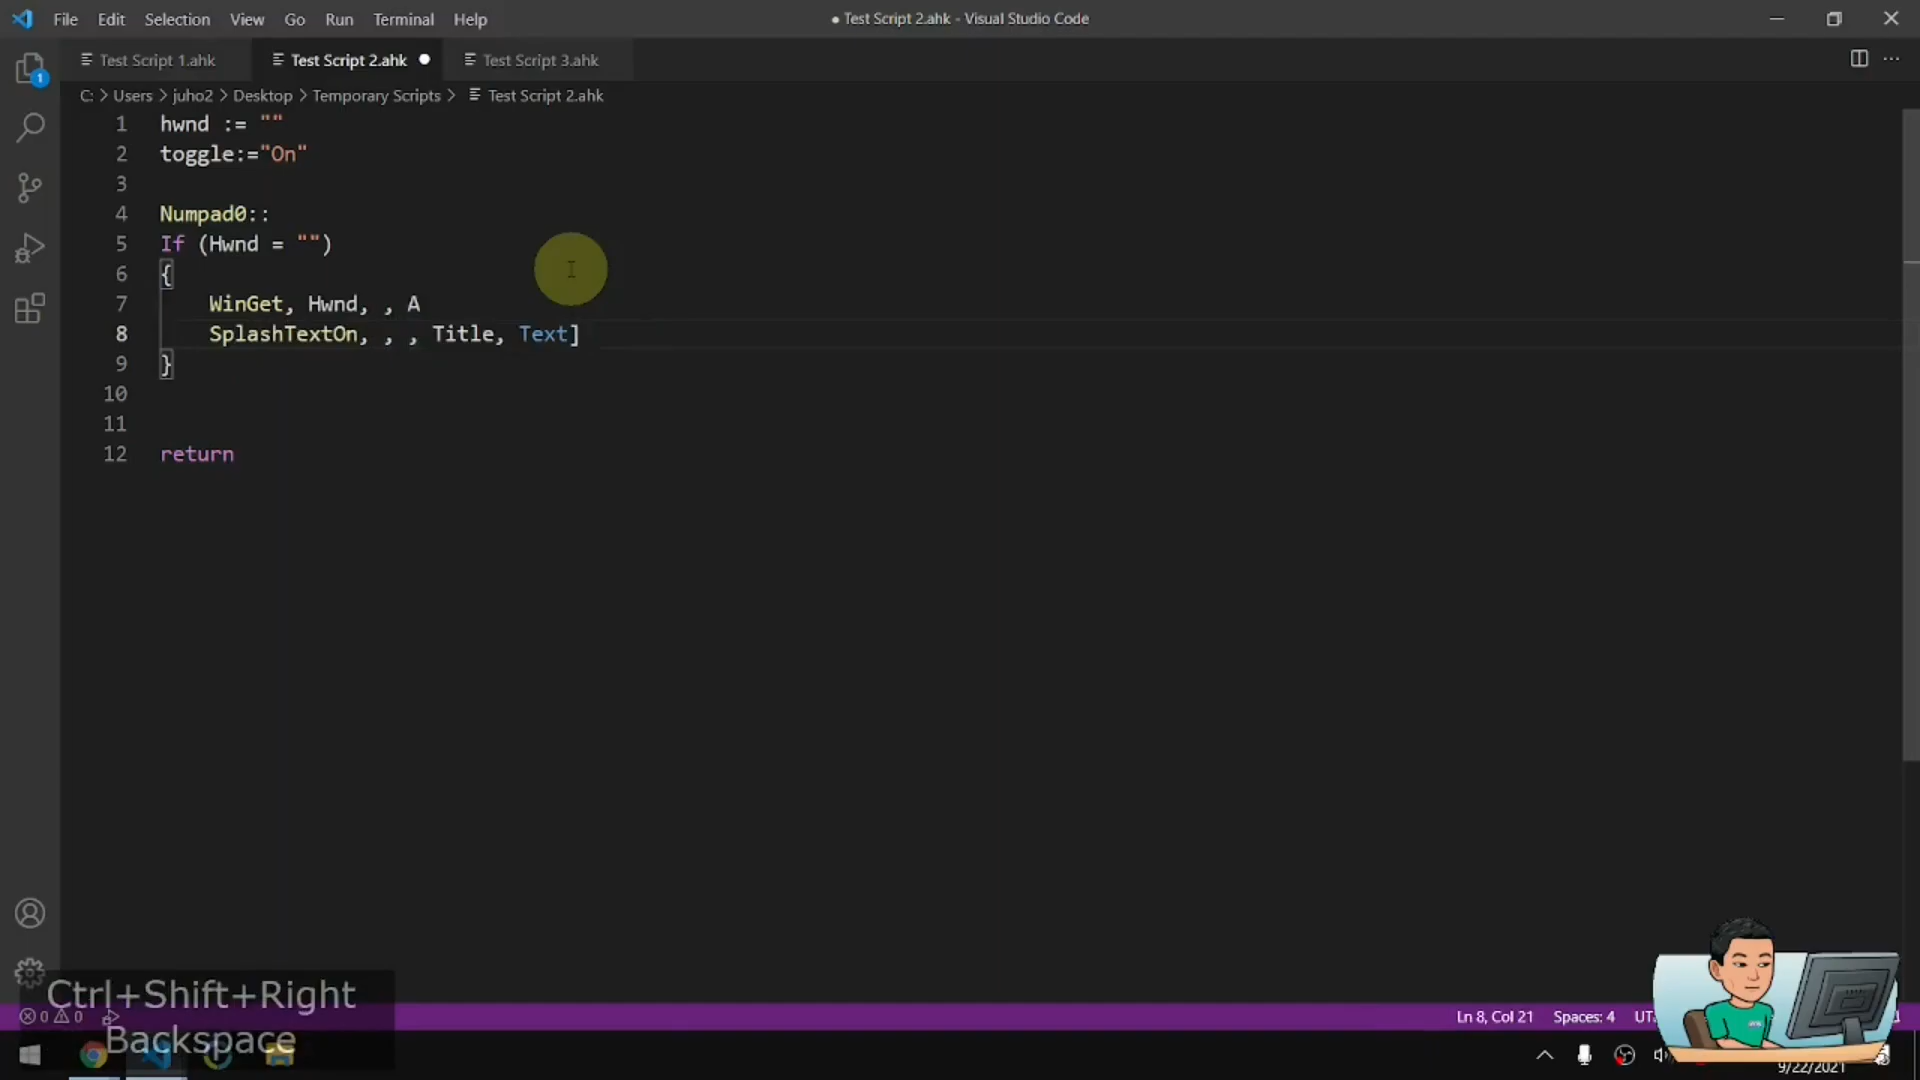 File Edit Selection View Go Run Terminal Help
● Test Script 2.ahk - Visual Studio Code
Test Script 1.ahk Test Script 2.ahk Test Script 3.ahk
C: > Users > juho2 > Desktop > Temporary Scripts > Test Script 2.ahk
1 hwnd := ""
2 toggle:="On"
3
4 Numpad0::
5 If (Hwnd = "")
6 {
7 WinGet, Hwnd, , A
8 SplashTextOn, , , Title, Text]
9 }
10
11
12 return
1
Ctrl+Shift+Right
Backspace
0 0
Ln 8, Col 21 Spaces: 4
9/22/2021